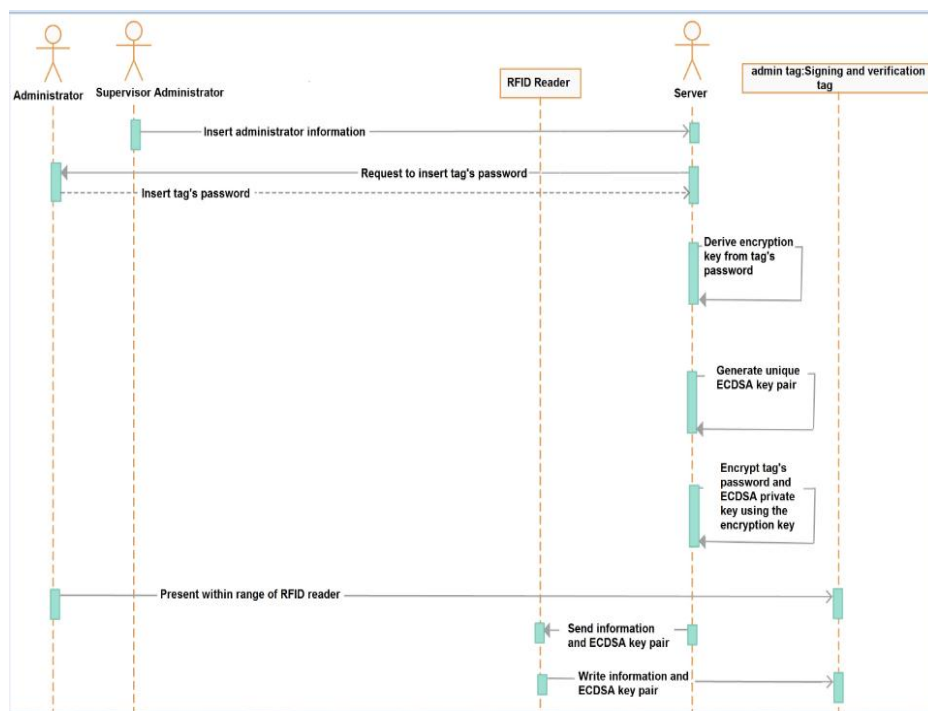 Administrator
Supervisor Administrator
RFID Reader
Server
admin tag:Signing and verification
tag
Insert administrator information
Request to insert tag's password
Insert tag's password
Derive encryption
key from tag's
password
Generate unique
ECDSA key pair
Encrypt tag's
password and
ECDSA private
key using the
encryption key
Present within range of RFID reader
Send information
and ECDSA key pair
Write information and
ECDSA key pair